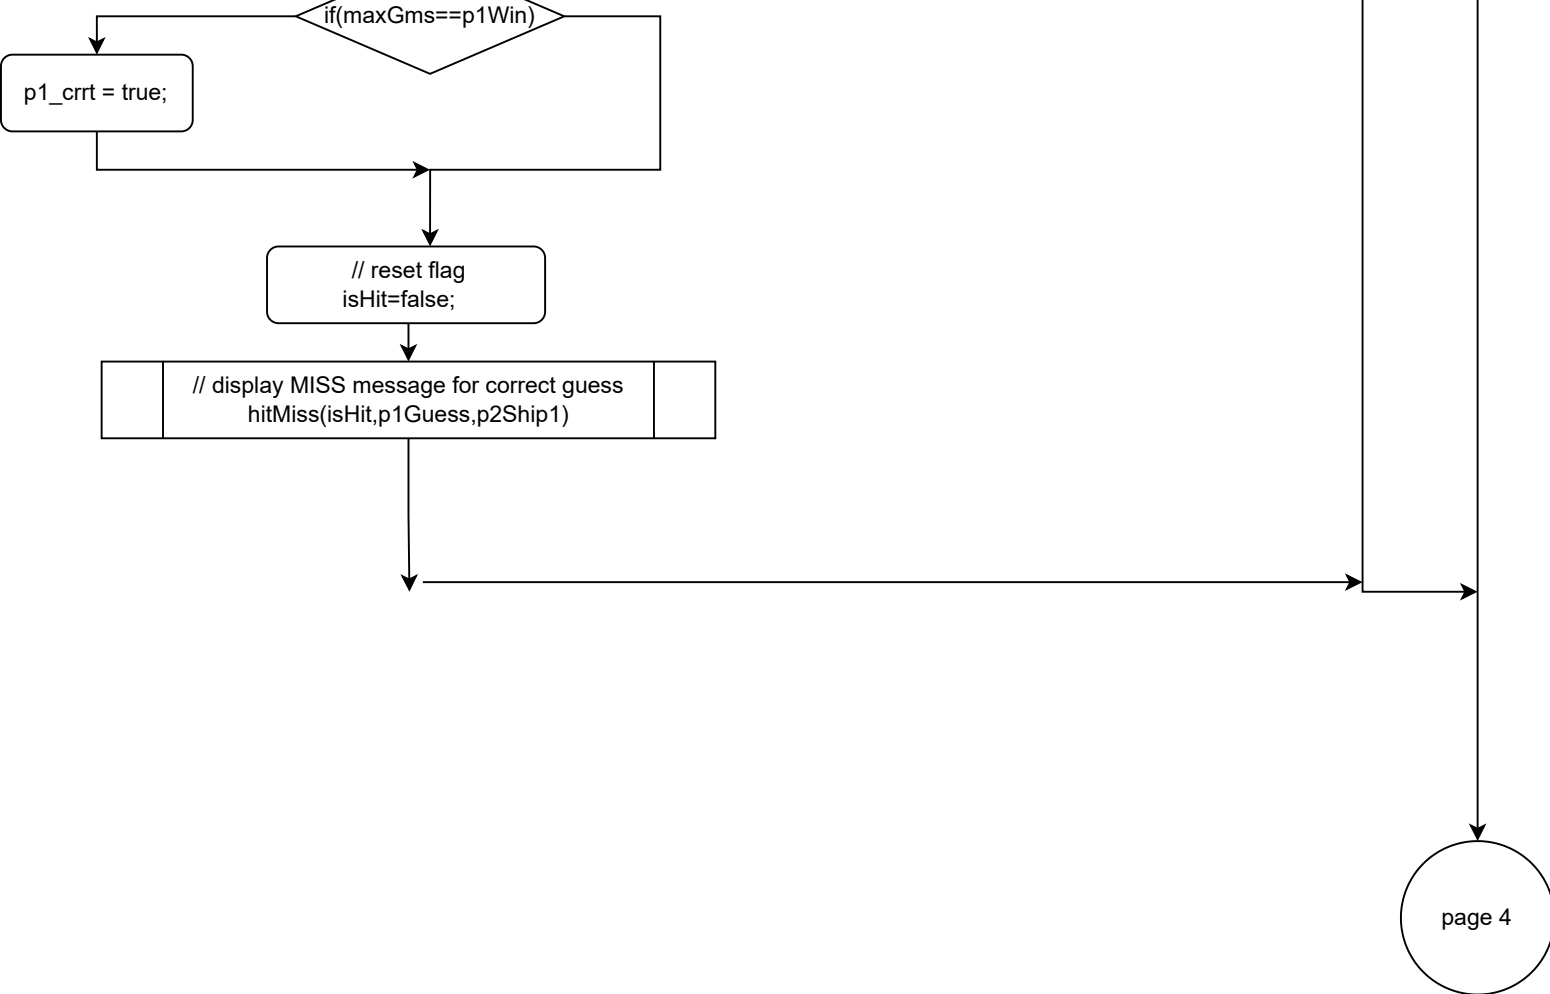 if(maxGms==p1Win)
p1_crrt = true;
// reset flag
isHit=false;
// display MISS message for correct guess
hitMiss(isHit,p1Guess,p2Ship1)
page 4